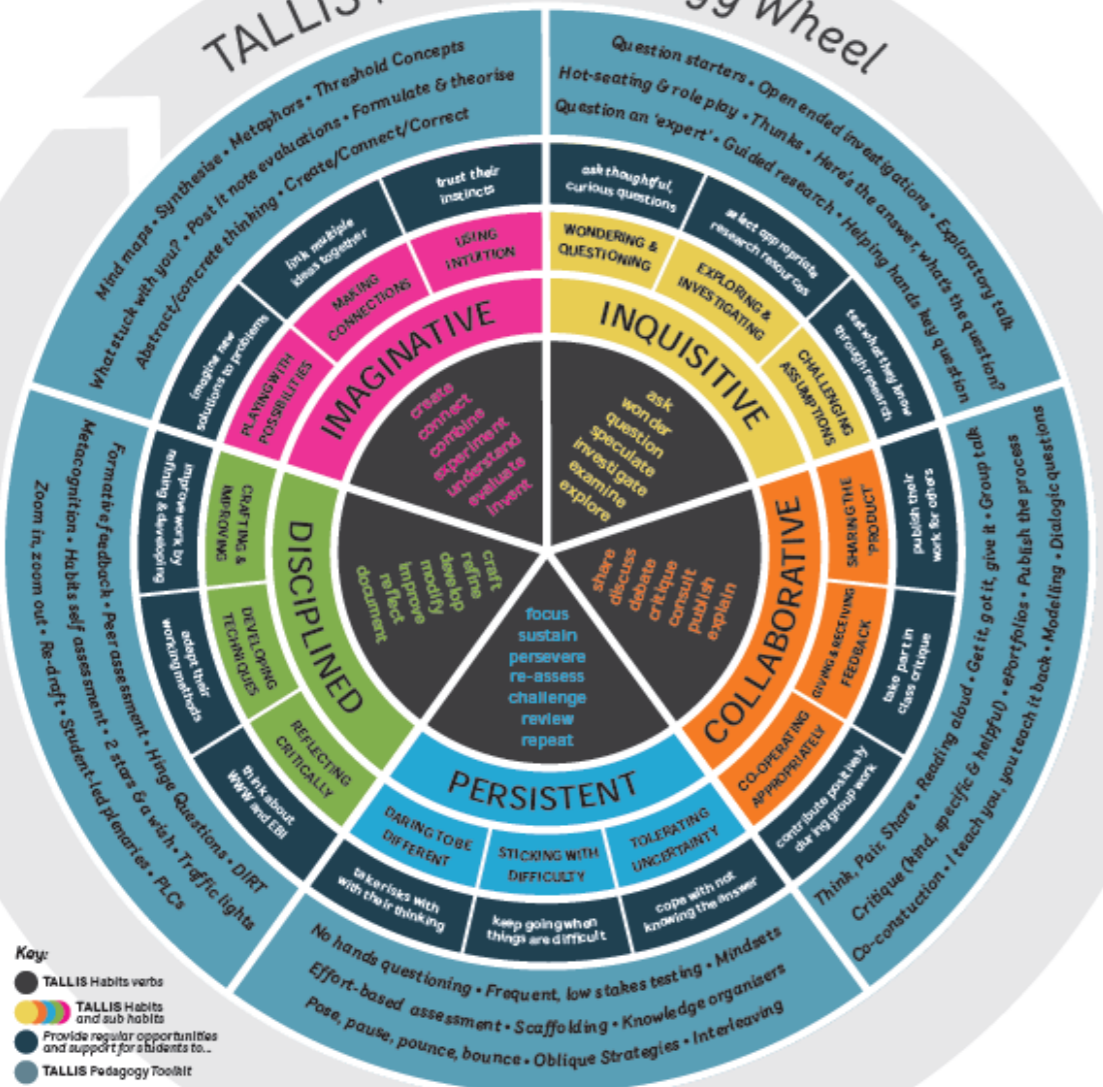 TALLIS
Wheel
Mind maps • Synthesise • Metaphors • Threshold Concepts
What stuck with you? • Post it note evaluations • Formulate & theorise
Abstract/concrete thinking • Create/Connect/Correct
Question starters • Open ended investigations • Exploratory talk
Hot-seating & role play • Thunks • Here's the answer, what's the question?
Question an 'expert' • Guided research • Helping hands key question
imagine new
solutions to problems
link multiple
ideas together
trust their
instincts
ask thoughtful,
curious questions
select appropriate
research resources
test what they know
through research
PLAYING WITH
POSSIBILITIES
MAKING
CONNECTIONS
USING
INTUITION
WONDERING &
QUESTIONING
EXPLORING &
INVESTIGATING
CHALLENGING
ASSUMPTIONS
IMAGINATIVE
INQUISITIVE
create
connect
combine
experiment
understand
evaluate
invent
ask
wonder
question
speculate
investigate
examine
explore
Formative feedback • Peer assessment • Hinge Questions • DIRT
Metacognition • Habits self assessment • 2 stars & a wish • Traffic lights
Zoom in, zoom out • Re-draft • Student-led plenaries • PLCs
improve work by
refining & developing
adapt their
working methods
think about
WWW and EBI
CRAFTING &
IMPROVING
DEVELOPING
TECHNIQUES
REFLECTING
CRITICALLY
DISCIPLINED
craft
refine
develop
modify
improve
reflect
document
share
discuss
debate
critique
consult
publish
explain
COLLABORATIVE
SHARING THE
'PRODUCT'
GIVING & RECEIVING
FEEDBACK
CO-OPERATING
APPROPRIATELY
publish their
work for others
take part in
class critique
contribute positively
during group work
Think, Pair, Share • Reading aloud • Get it, got it, give it • Group talk
Critique (kind, specific & helpful) • ePortfolios • Publish the process
Co-constuction • I teach you, you teach it back • Modelling • Dialogic questions
focus
sustain
persevere
re-assess
challenge
review
repeat
PERSISTENT
DARING TO BE
DIFFERENT
STICKING WITH
DIFFICULTY
TOLERATING
UNCERTAINTY
take risks with
with their thinking
keep going when
things are difficult
cope with not
knowing the answer
No hands questioning • Frequent, low stakes testing • Mindsets
Effort-based assessment • Scaffolding • Knowledge organisers
Pose, pause, pounce, bounce • Oblique Strategies • Interleaving
Key:
TALLIS Habits verbs
TALLIS Habits
and sub habits
Provide regular opportunities
and support for students to...
TALLIS Pedagogy Toolkit